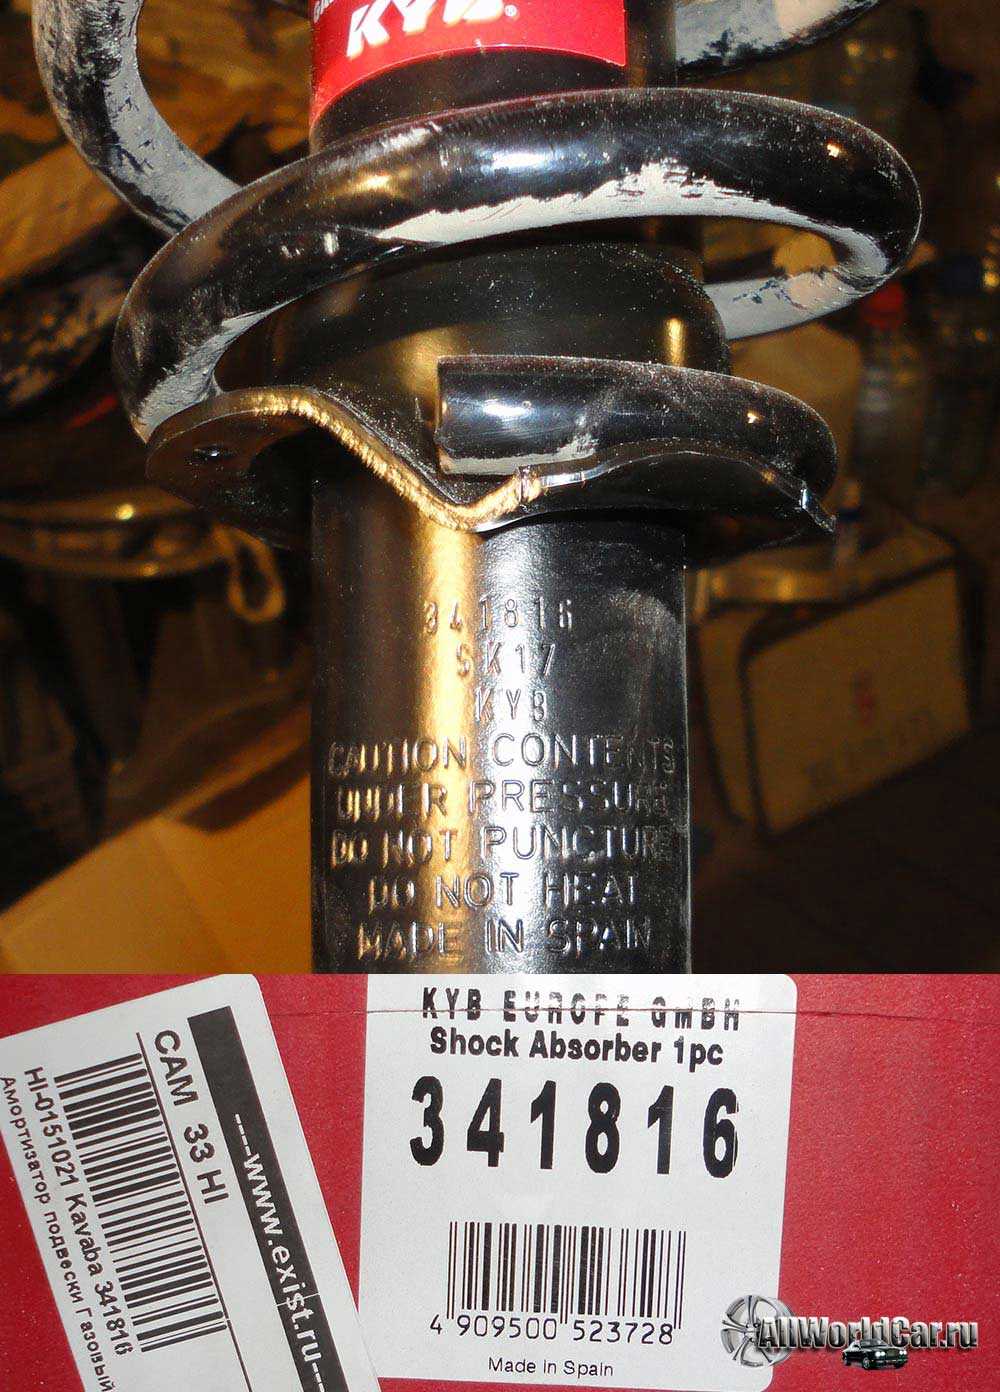 KYB®
341816
SK17
KYB
CAUTION CONTENTS
UNDER PRESSURE
DO NOT PUNCTURE
DO NOT HEAT
MADE IN SPAIN
----www.exist.ru----
CAM 33 HI
HI-0151021 Kayaba 341816
Амортизатор подвески Газовый
KYB EUROPE GMBH
Shock Absorber 1pc
341816
4 909500 523728
Made in Spain
AllWorldCar.ru